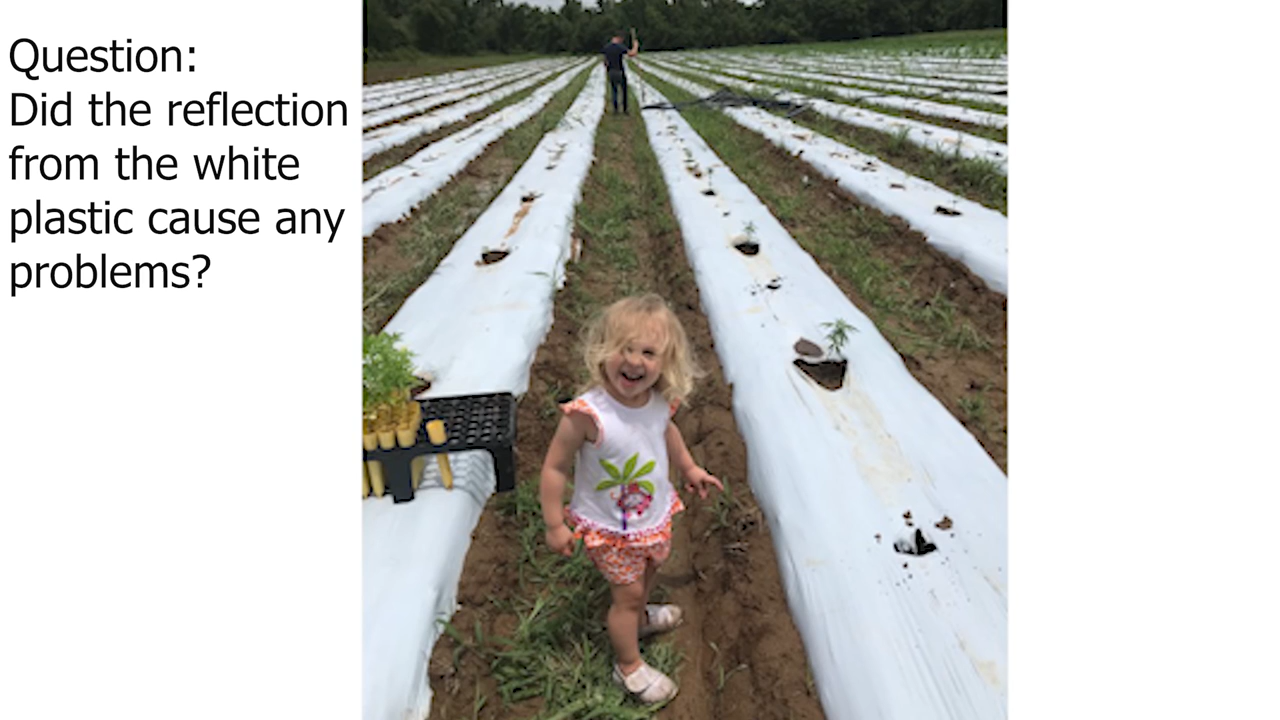 Question:
Did the reflection
from the white
plastic cause any
problems?